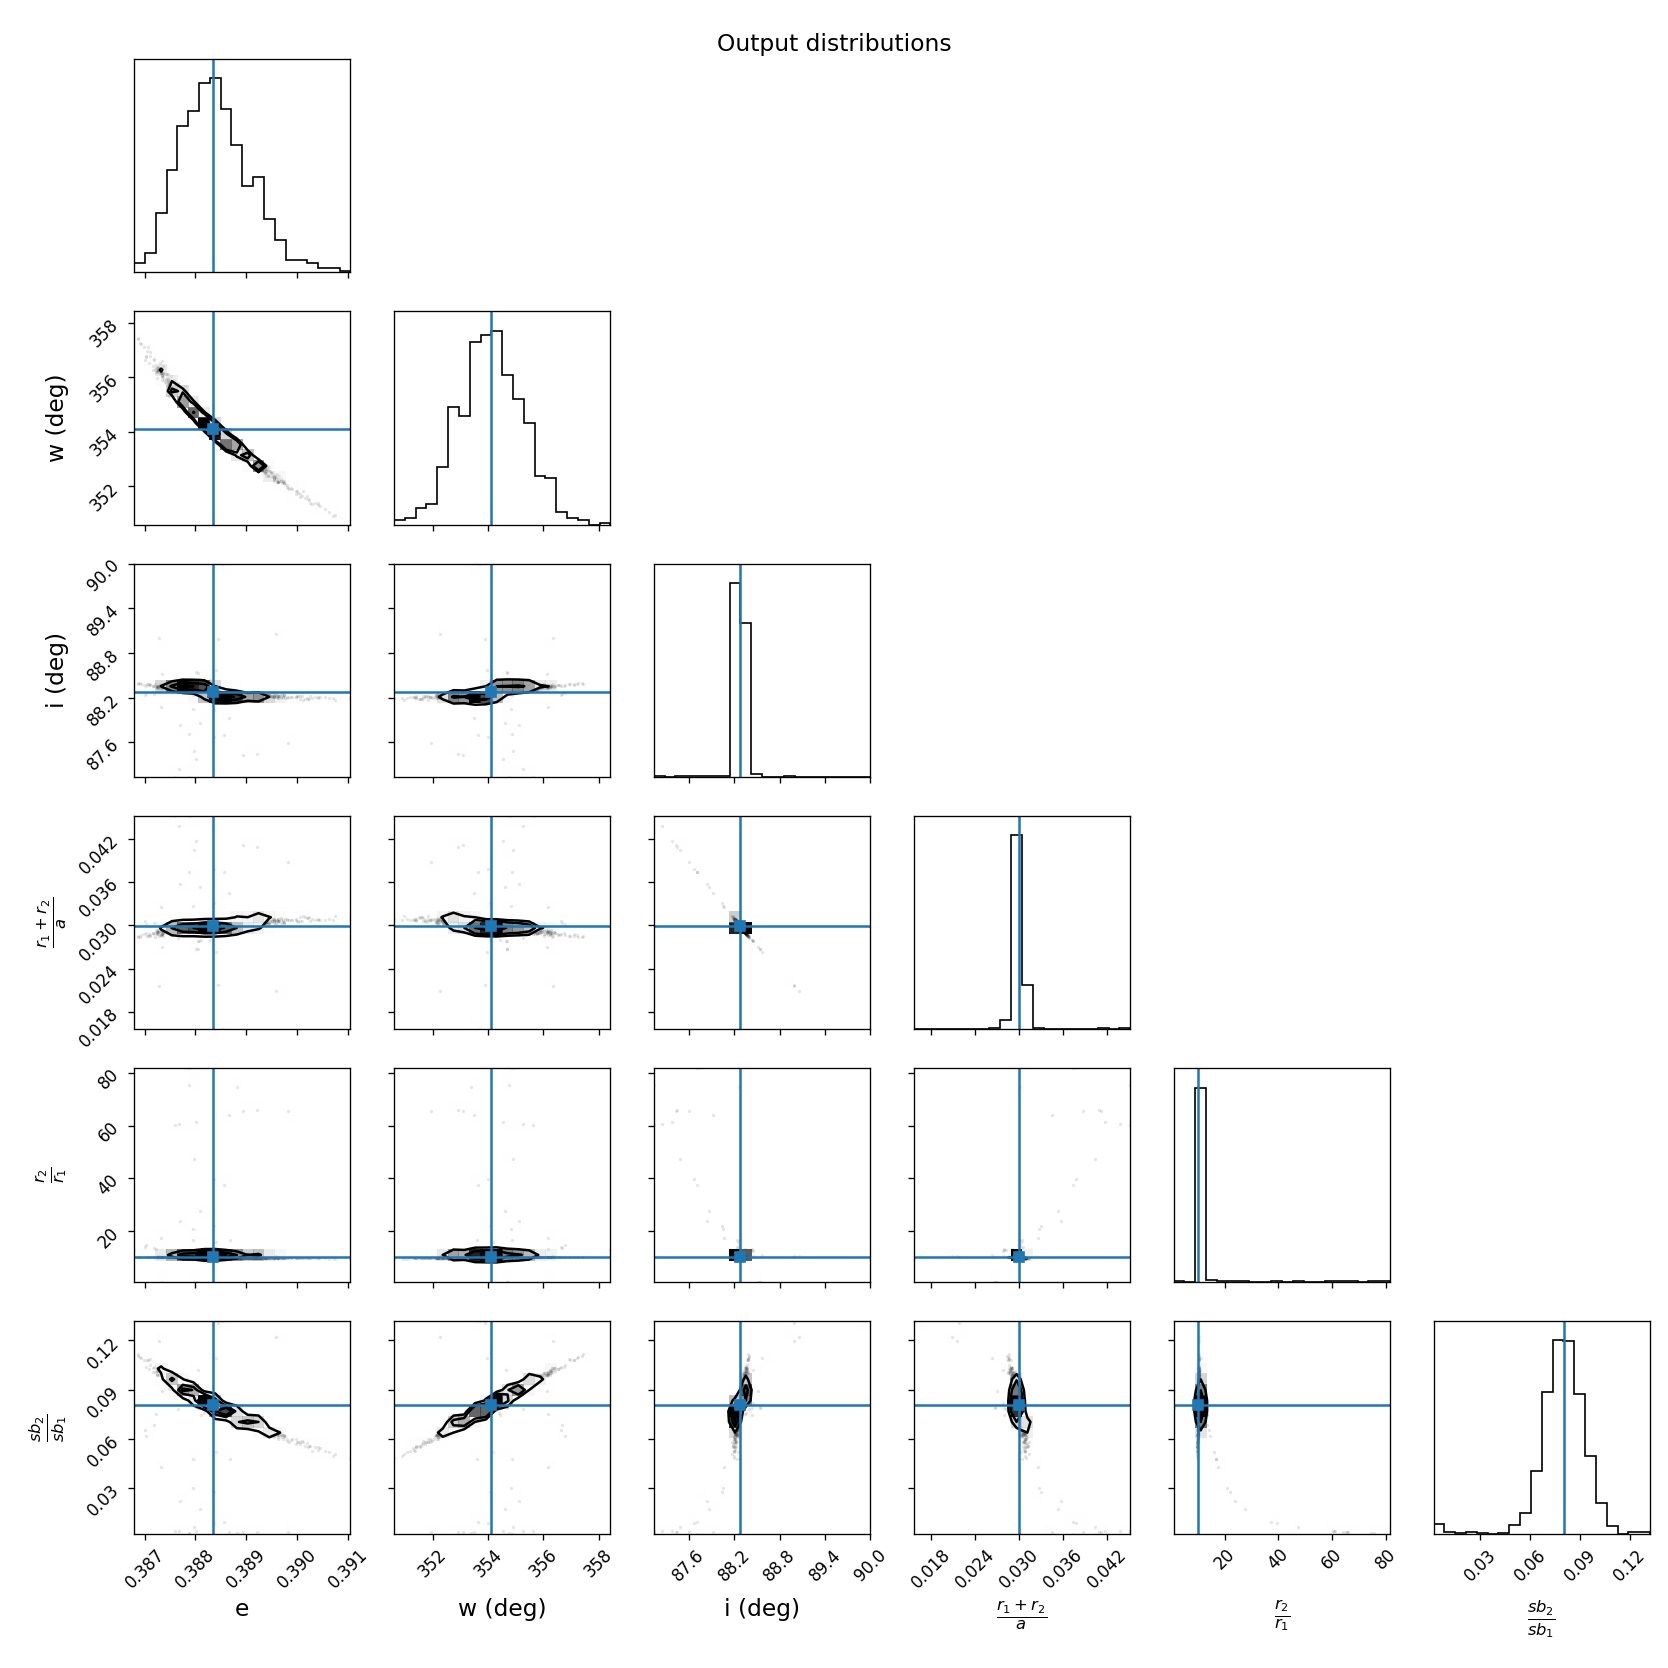 Output distributions
w (deg)
358
356
354
352
i (deg)
90.0
89.4
88.8
88.2
87.6
r₁ + r₂
a
0.042
0.036
0.030
0.024
0.018
r₂
r₁
80
60
40
20
sb₂
sb₁
0.12
0.09
0.06
0.03
0.387 0.388 0.389 0.390 0.391 352 354 356 358 87.6 88.2 88.8 89.4 90.0 0.018 0.024 0.030 0.036 0.042 20 40 60 80 0.03 0.06 0.09 0.12
e w (deg) i (deg) r₁ + r₂ r₂ sb₂
a r₁ sb₁